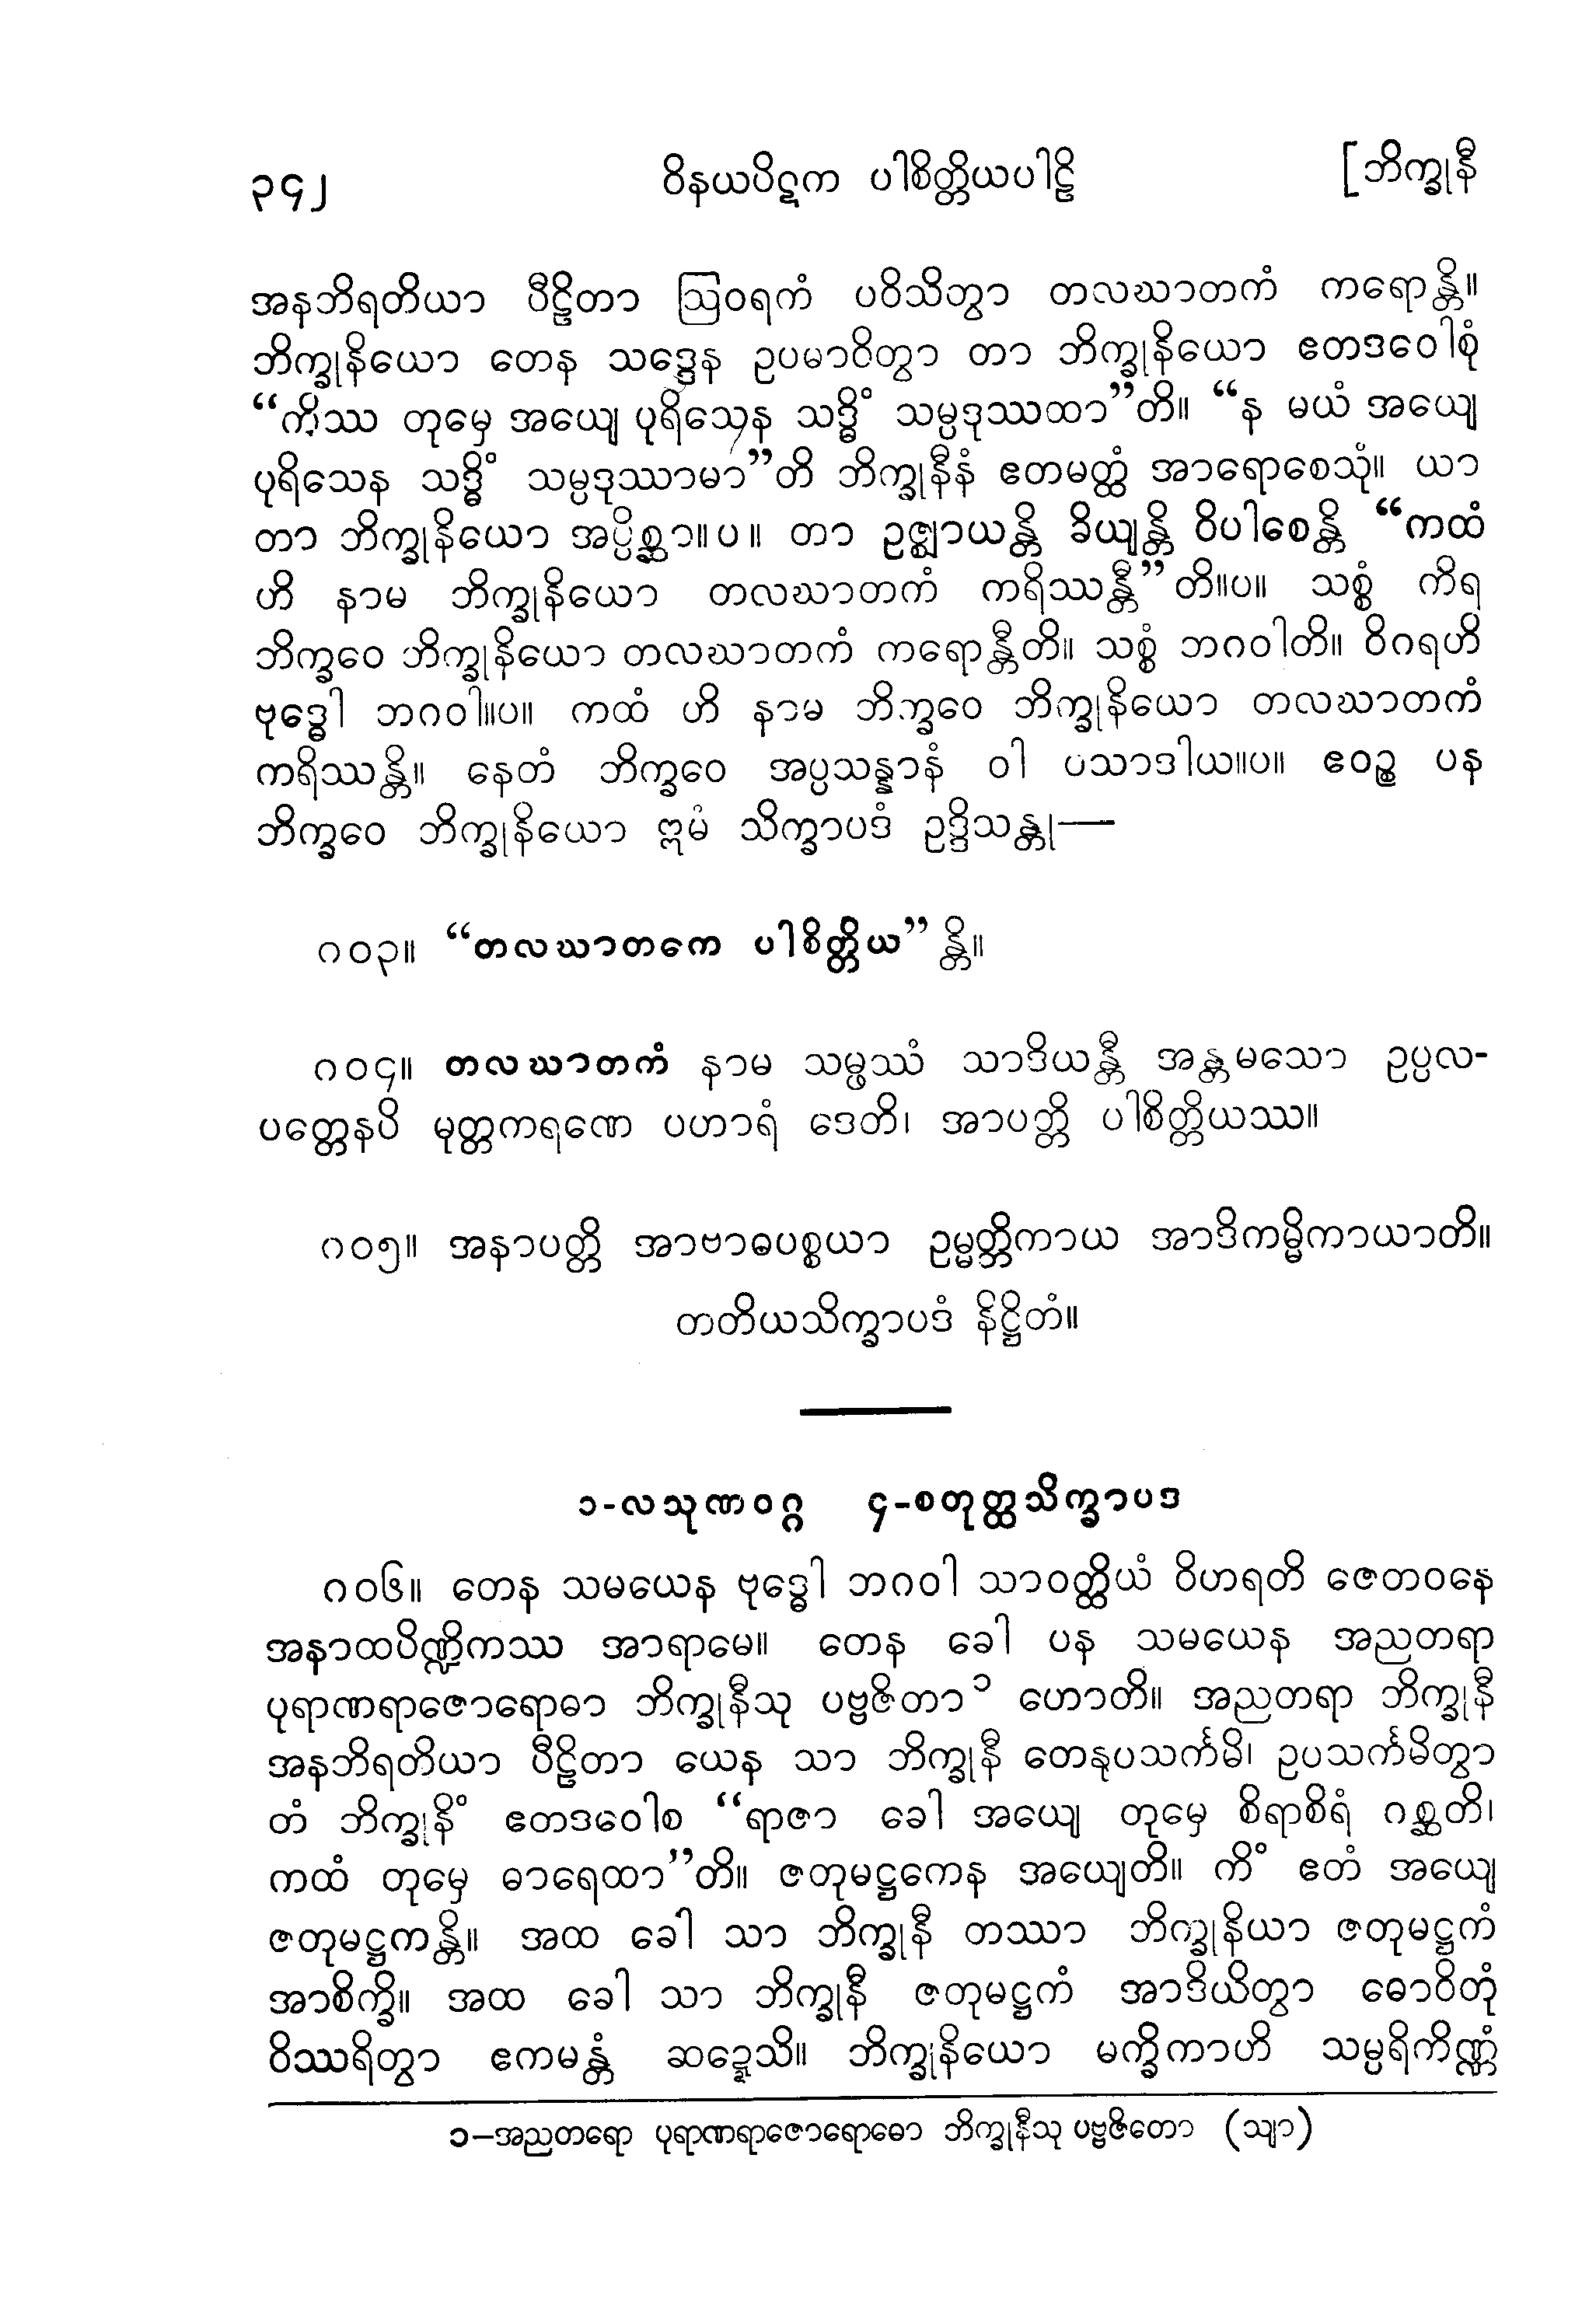 ၃၄၂ ဝိနယပိဋက ပါစိတ္တိယပါဠိ [ဘိက္ခုနီ
အနဘိရတိယာ ပီဠိတာ ဩဝရကံ ပဝိသိတွာ တလဃာတကံ ကရောန္တိ။
ဘိက္ခုနိယော တေန သဒ္ဒေန ဥပဓာဝိတွာ တာ ဘိက္ခုနိယော ဧတဒဝေါစုံ
“ကိဿ တုမှေ အယျေ ပုရိသေန သဒ္ဓိံ သမ္ပဒုဿထာ”တိ။ “န မယံ အယျေ
ပုရိသေန သဒ္ဓိံ သမ္ပဒုဿာမာ”တိ ဘိက္ခုနီနံ ဧတမတ္ထံ အာရောစေသုံ။ ယာ
တာ ဘိက္ခုနိယော အပ္ပိစ္ဆာ။ပ။ တာ ဥဇ္ဈာယန္တိ ခိယျန္တိ ဝိပါစေန္တိ “ကထံ
ဟိ နာမ ဘိက္ခုနိယော တလဃာတကံ ကရိဿန္တီ”တိ။ပ။ သစ္စံ ကိရ
ဘိက္ခဝေ ဘိက္ခုနိယော တလဃာတကံ ကရောန္တီတိ။ သစ္စံ ဘဂဝါတိ။ ဝိဂရဟိ
ဗုဒ္ဓေါ ဘဂဝါ။ပ။ ကထံ ဟိ နာမ ဘိက္ခဝေ ဘိက္ခုနိယော တလဃာတကံ
ကရိဿန္တိ။ နေတံ ဘိက္ခဝေ အပ္ပသန္နာနံ ဝါ ပသာဒါယ။ပ။ ဧဝဉ္စ ပန
ဘိက္ခဝေ ဘိက္ခုနိယော ဣမံ သိက္ခာပဒံ ဥဒ္ဒိသန္တု—
၈၀၃။ “တလဃာတကေ ပါစိတ္တိယ”န္တိ။
၈၀၄။ တလဃာတကံ နာမ သမ္ဖဿံ သာဒိယန္တီ အန္တမသော ဥပ္ပလ-
ပတ္တေနပိ မုတ္တကရဏေ ပဟာရံ ဒေတိ၊ အာပတ္တိ ပါစိတ္တိယဿ။
၈၀၅။ အနာပတ္တိ အာဗာဓပစ္စယာ ဥမ္မတ္တိကာယ အာဒိကမ္မိကာယာတိ။
တတိယသိက္ခာပဒံ နိဋ္ဌိတံ။
၁-လသုဏဝဂ္ဂ ၄-စတုတ္ထသိက္ခာပဒ
၈၀၆။ တေန သမယေန ဗုဒ္ဓေါ ဘဂဝါ သာဝတ္ထိယံ ဝိဟရတိ ဇေတဝနေ
အနာထပိဏ္ဍိကဿ အာရာမေ။ တေန ခေါ ပန သမယေန အညတရာ
ပုရာဏရာဇောရောဓာ ဘိက္ခုနီသု ပဗ္ဗဇိတာ ၁ ဟောတိ။ အညတရာ ဘိက္ခုနီ
အနဘိရတိယာ ပီဠိတာ ယေန သာ ဘိက္ခုနီ တေနုပသင်္ကမိ၊ ဥပသင်္ကမိတွာ
တံ ဘိက္ခုနိံ ဧတဒဝေါစ “ရာဇာ ခေါ အယျေ တုမှေ စိရာစိရံ ဂစ္ဆတိ၊
ကထံ တုမှေ ဓာရေထာ”တိ။ ဇတုမဋ္ဌကေန အယျေတိ။ ကိံ ဧတံ အယျေ
ဇတုမဋ္ဌကန္တိ။ အထ ခေါ သာ ဘိက္ခုနီ တဿာ ဘိက္ခုနိယာ ဇတုမဋ္ဌကံ
အာစိက္ခိ။ အထ ခေါ သာ ဘိက္ခုနီ ဇတုမဋ္ဌကံ အာဒိယိတွာ ဓောဝိတုံ
ဝိဿရိတွာ ဧကမန္တံ ဆဍ္ဍေသိ။ ဘိက္ခုနိယော မက္ခိကာဟိ သမ္ပရိကိဏ္ဏံ
၁–အညတရော ပုရာဏရာဇောရောဓော ဘိက္ခုနီသု ပဗ္ဗဇိတော (သျာ)